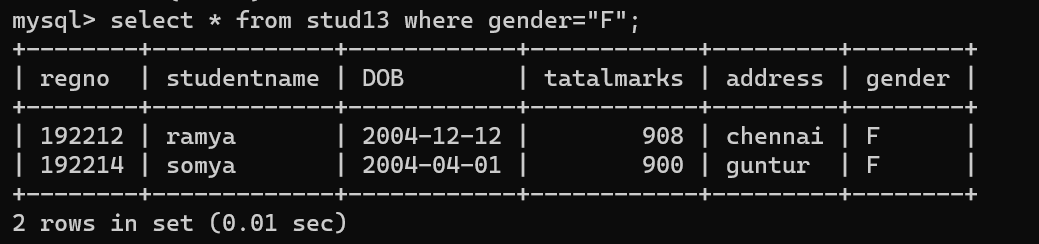 mysql> select * from stud13 where gender="F";
+--------+-------------+------------+------------+---------+--------+
| regno  | studentname | DOB        | tatalmarks | address | gender |
+--------+-------------+------------+------------+---------+--------+
| 192212 | ramya       | 2004-12-12 |        908 | chennai | F      |
| 192214 | somya       | 2004-04-01 |        900 | guntur  | F      |
+--------+-------------+------------+------------+---------+--------+
2 rows in set (0.01 sec)